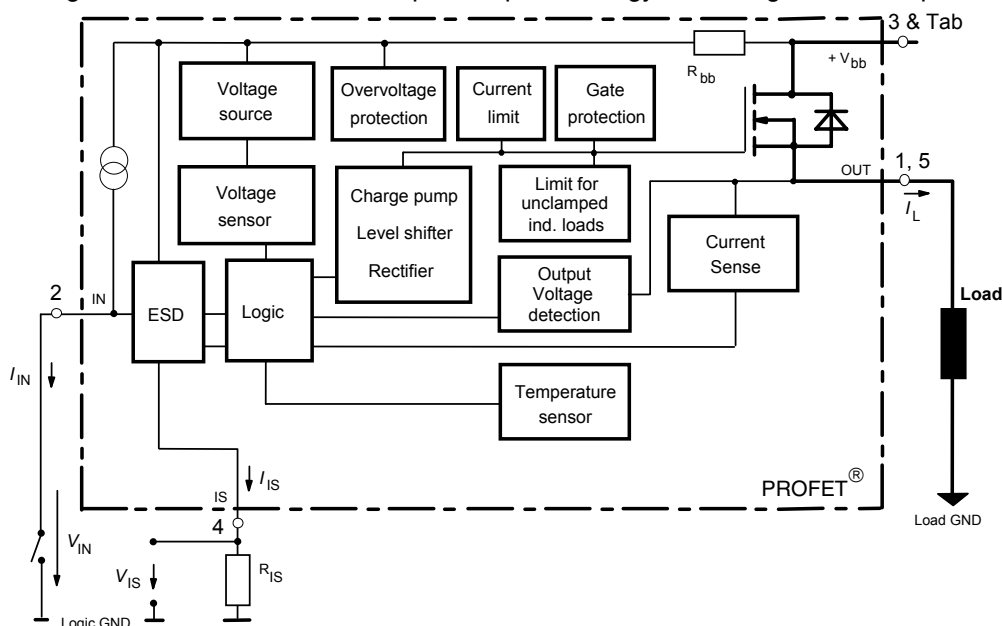 3 & Tab
R bb
+ V bb
Voltage source
Overvoltage protection
Current limit
Gate protection
OUT
1, 5
I L
Voltage sensor
Charge pump
Level shifter
Rectifier
Limit for unclamped ind. loads
Current Sense
2
IN
ESD
Logic
Output Voltage detection
Load
I IN
Temperature sensor
I IS
IS
PROFET®
4
Load GND
V IN
V IS
R IS
Logic GND